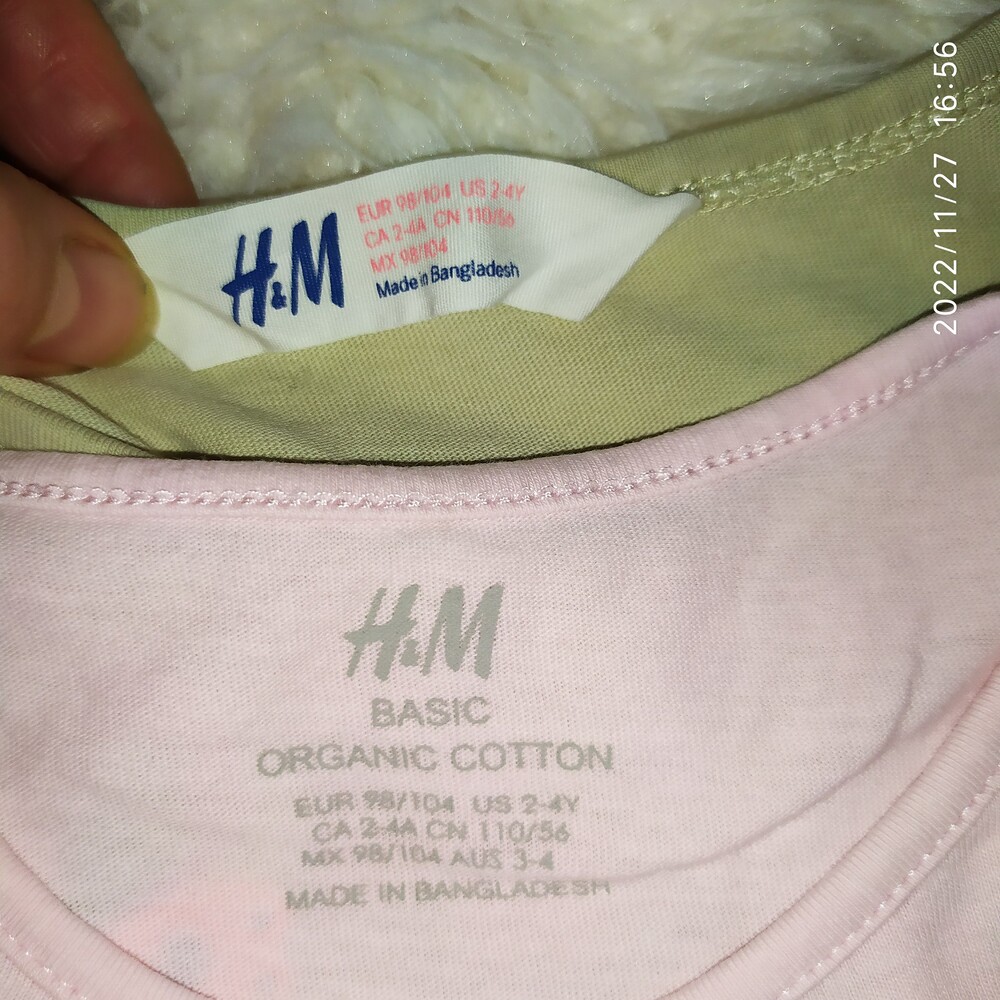 H&M
EUR 98/104 US 2-4Y
CA 2-4A CN 110/56
MX 98/104
Made in Bangladesh
H&M
BASIC
ORGANIC COTTON
EUR 98/104 US 2-4Y
CA 2-4A CN 110/56
MX 98/104 AUS 3-4
MADE IN BANGLADESH
2022/11/27 16:56